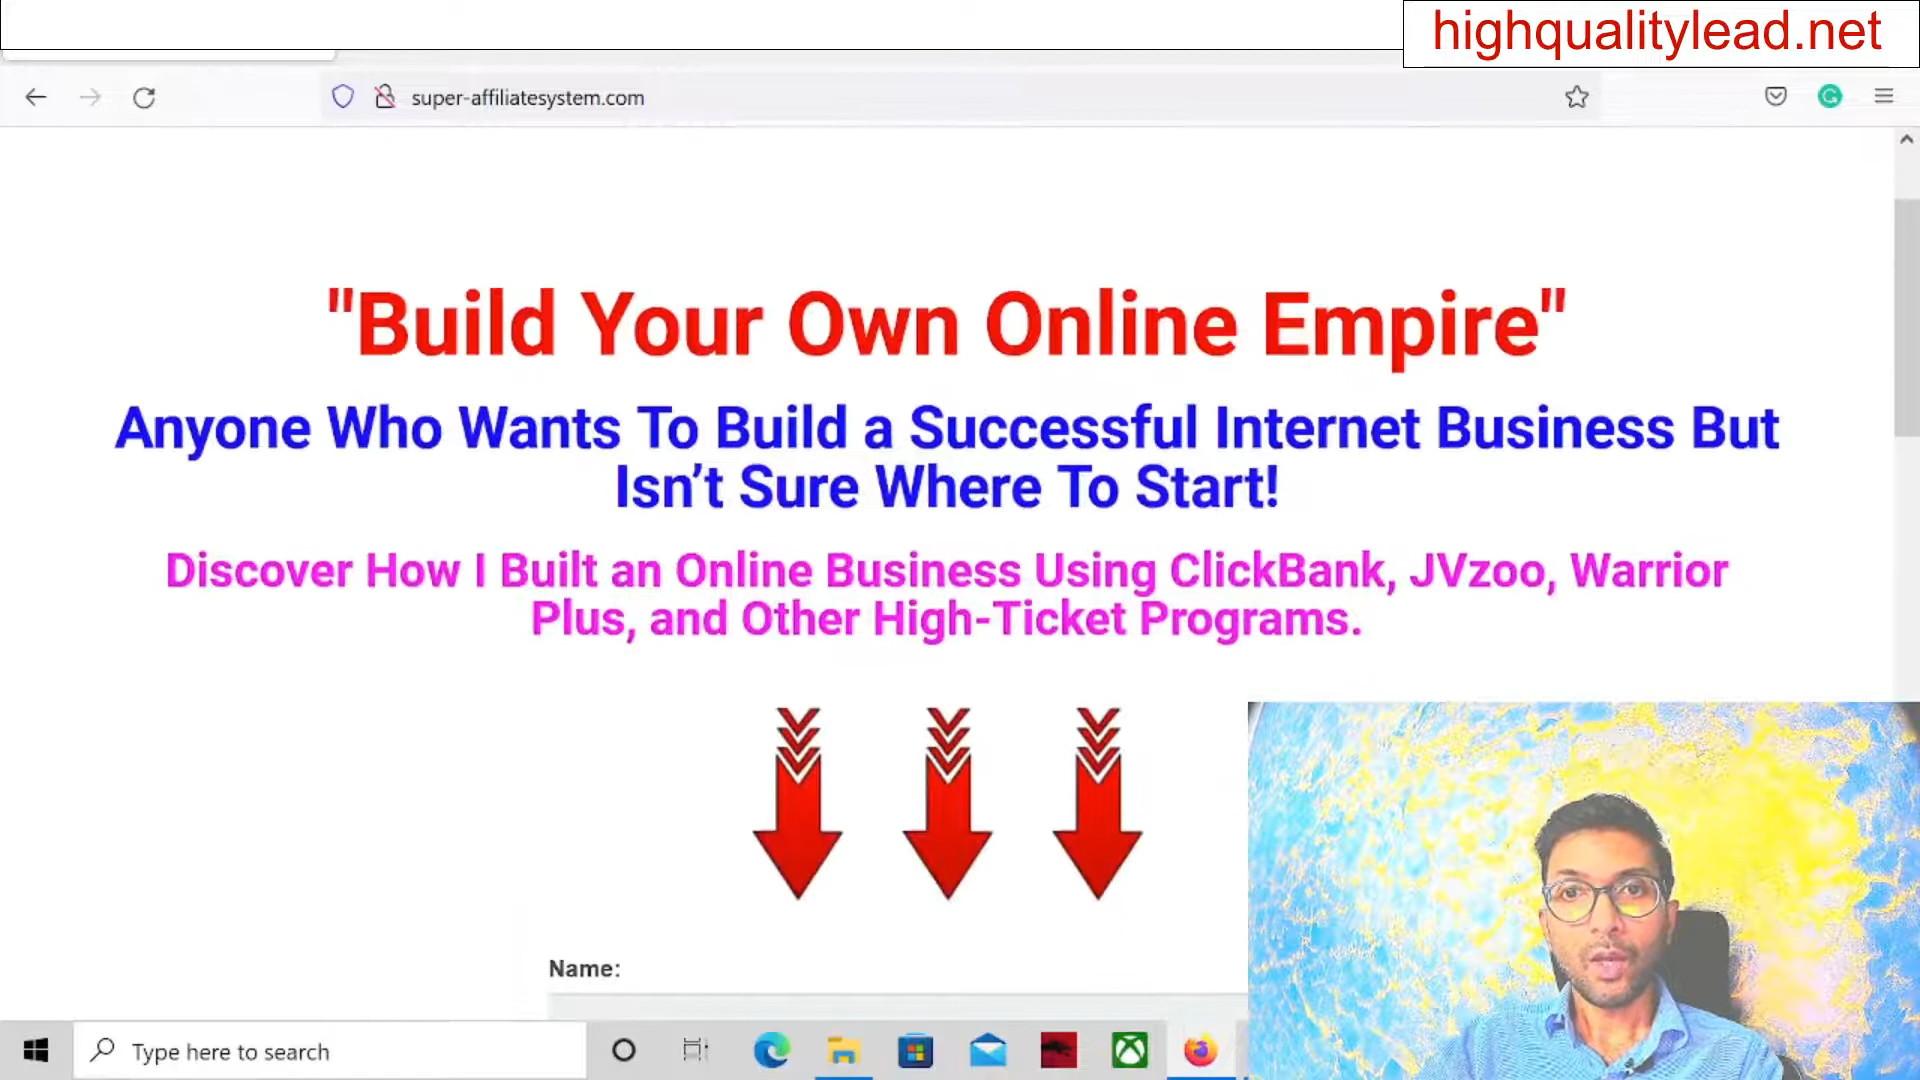 highqualitylead.net
super-affiliatesystem.com
"Build Your Own Online Empire"
Anyone Who Wants To Build a Successful Internet Business But
Isn’t Sure Where To Start!
Discover How I Built an Online Business Using ClickBank, JVzoo, Warrior
Plus, and Other High-Ticket Programs.
Name:
Type here to search